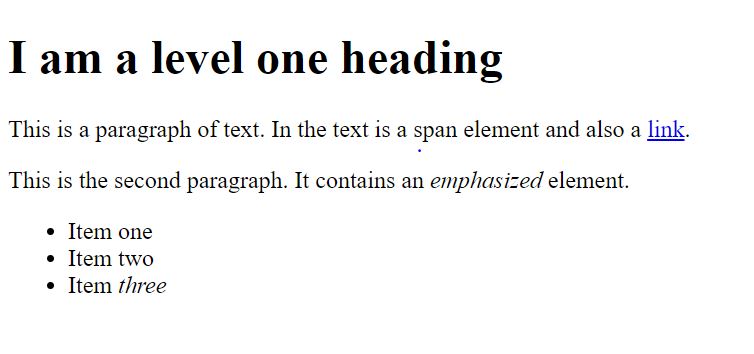 I am a level one heading
This is a paragraph of text. In the text is a span element and also a link.
This is the second paragraph. It contains an emphasized element.
• Item one
• Item two
• Item three